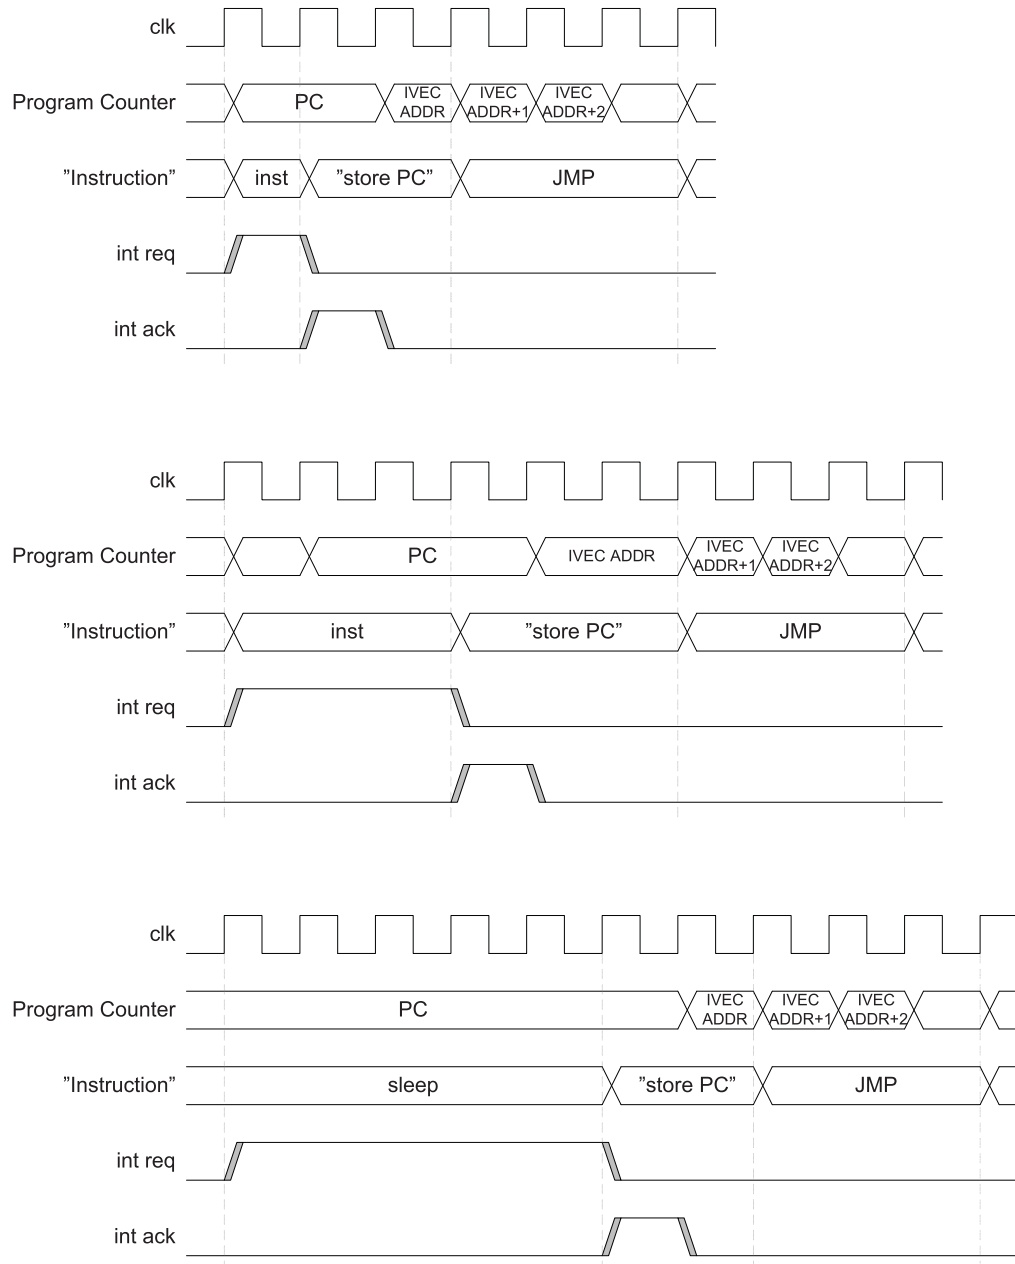 clk
Program Counter
PC
IVEC
ADDR
IVEC
ADDR+1
IVEC
ADDR+2
”Instruction”
inst
”store PC”
JMP
int req
int ack
clk
Program Counter
PC
IVEC ADDR
IVEC
ADDR+1
IVEC
ADDR+2
”Instruction”
inst
”store PC”
JMP
int req
int ack
clk
Program Counter
PC
IVEC
ADDR
IVEC
ADDR+1
IVEC
ADDR+2
”Instruction”
sleep
”store PC”
JMP
int req
int ack